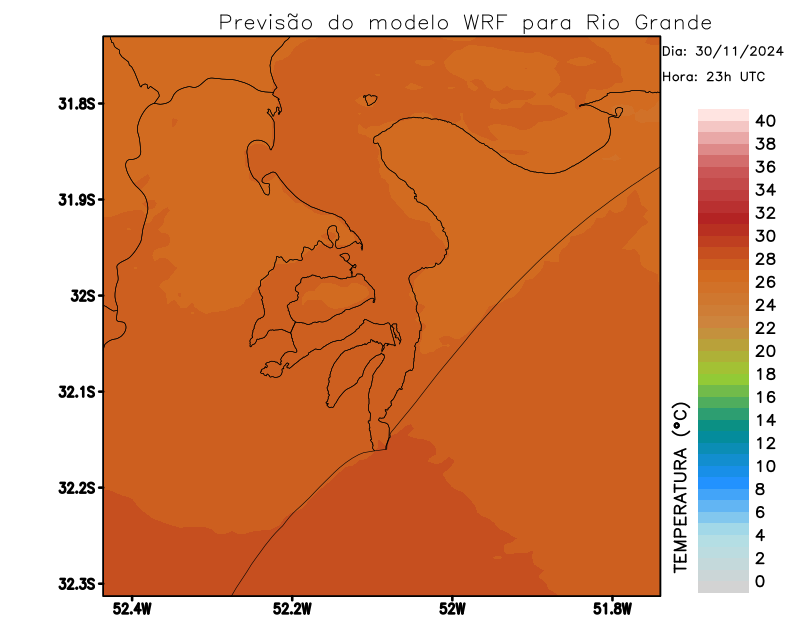 Previsão do modelo WRF para Rio Grande
Dia: 30/11/2024
Hora: 23h UTC
31.8S
31.9S
32S
32.1S
32.2S
32.3S
52.4W
52.2W
52W
51.8W
TEMPERATURA (°C)
40
38
36
34
32
30
28
26
24
22
20
18
16
14
12
10
8
6
4
2
0